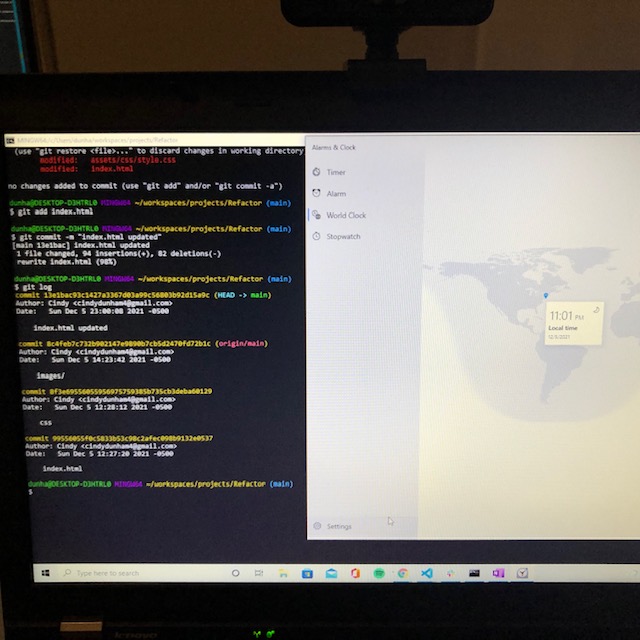 MINGW64:/c/Users/dunha/workspaces/projects/Refactor
(use "git restore <file>..." to discard changes in working directory
modified: assets/css/style.css
modified: index.html
no changes added to commit (use "git add" and/or "git commit -a")
dunha@DESKTOP-D3HTRL0 MINGW64 ~/workspaces/projects/Refactor (main)
$ git add index.html
dunha@DESKTOP-D3HTRL0 MINGW64 ~/workspaces/projects/Refactor (main)
$ git commit -m "index.html updated"
[main 13e1bac] index.html updated
1 file changed, 94 insertions(+), 82 deletions(-)
rewrite index.html (98%)
dunha@DESKTOP-D3HTRL0 MINGW64 ~/workspaces/projects/Refactor (main)
$ git log
commit 13e1bac93c1427a3367d03a99c56803b92d15a9c (HEAD -> main)
Author: Cindy <cindydunham4@gmail.com>
Date: Sun Dec 5 23:00:08 2021 -0500
index.html updated
commit 8c4feb7c732b902147e9890b7cb5d2470fd72b1c (origin/main)
Author: Cindy <cindydunham4@gmail.com>
Date: Sun Dec 5 14:23:42 2021 -0500
images/
commit 8f3e69556055956975759385b735cb3deba60129
Author: Cindy <cindydunham4@gmail.com>
Date: Sun Dec 5 12:28:12 2021 -0500
css
commit 99556055f0c5833b53c98c2afec098b9132e0537
Author: Cindy <cindydunham4@gmail.com>
Date: Sun Dec 5 12:27:20 2021 -0500
index.html
dunha@DESKTOP-D3HTRL0 MINGW64 ~/workspaces/projects/Refactor (main)
$
Alarms & Clock
Timer
Alarm
World Clock
Stopwatch
11:01 PM
Local time
12/5/2021
Settings
Type here to search